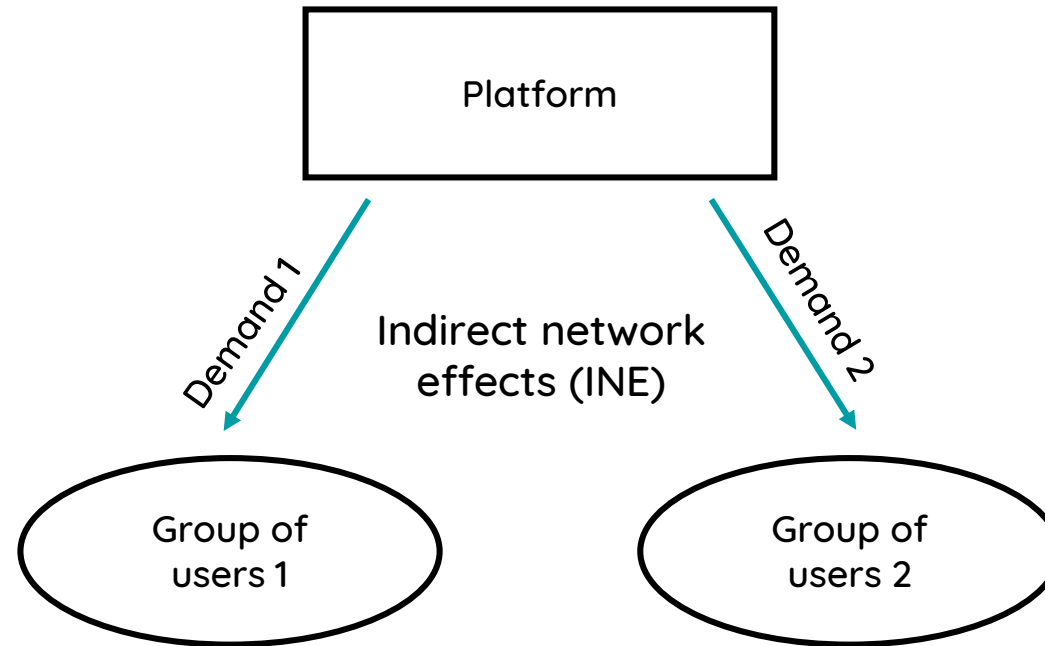 Platform
Demand 1
Demand 2
Indirect network
effects (INE)
Group of
users 1
Group of
users 2